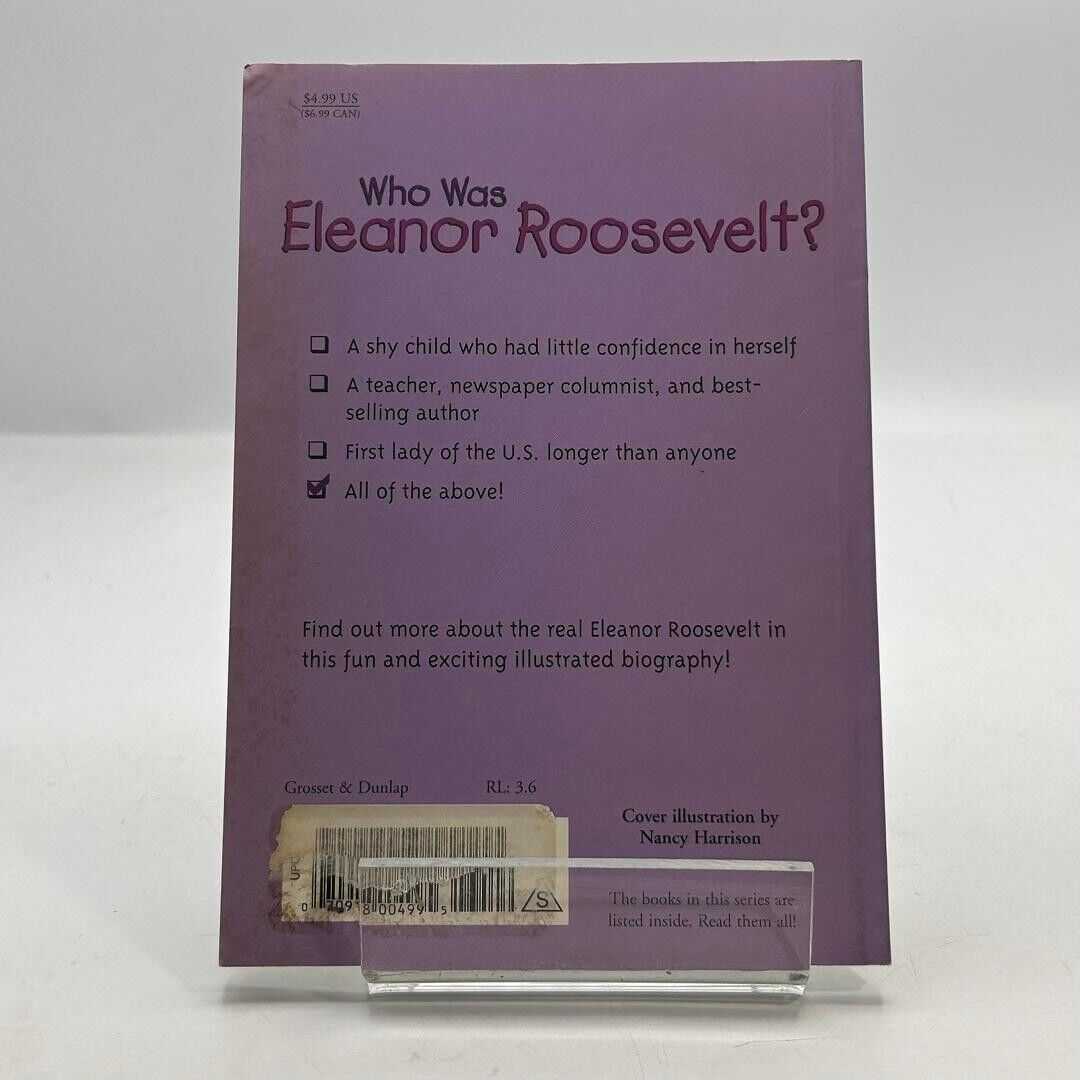 $4.99 US
($6.99 CAN)
Who Was
Eleanor Roosevelt?
A shy child who had little confidence in herself
A teacher, newspaper columnist, and best-
selling author
First lady of the U.S. longer than anyone
All of the above!
Find out more about the real Eleanor Roosevelt in
this fun and exciting illustrated biography!
Grosset & Dunlap RL: 3.6
Cover illustration by
Nancy Harrison
UPC
S
The books in this series are
listed inside. Read them all!